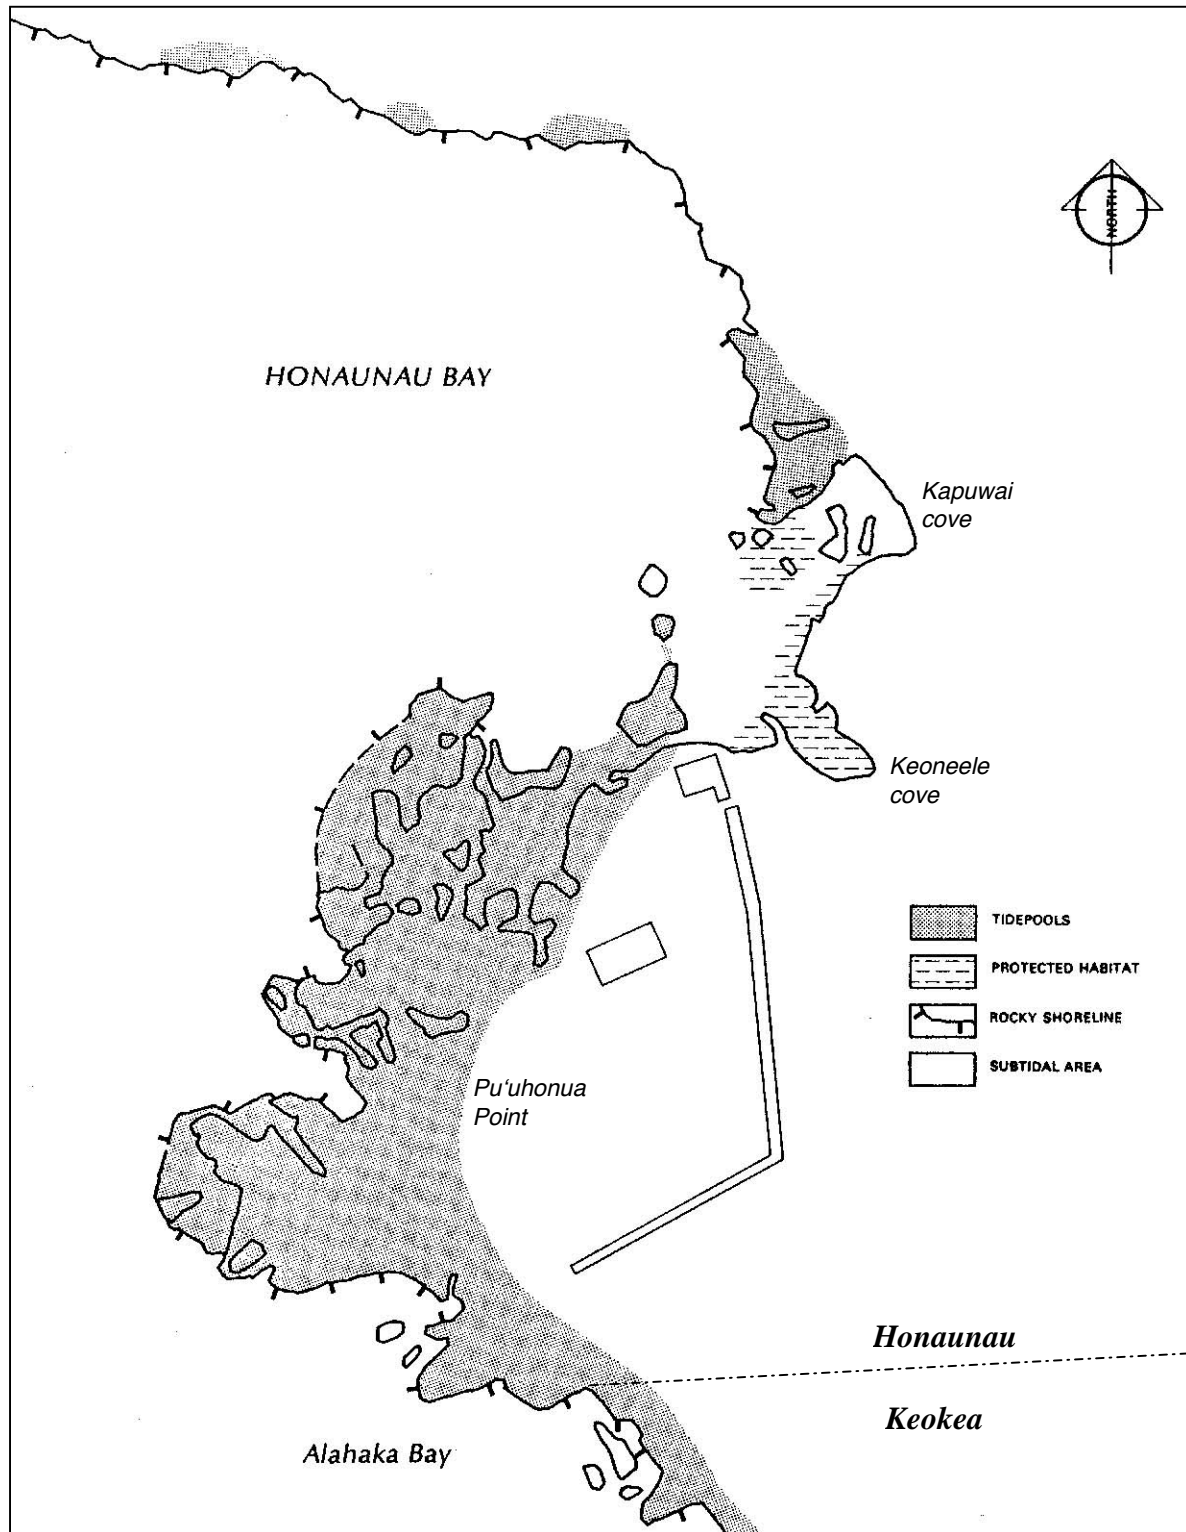 NORTH
HONAUNAU BAY
Kapuwai
cove
Keoneele
cove
TIDEPOOLS
PROTECTED HABITAT
ROCKY SHORELINE
SUBTIDAL AREA
Pu‘uhonua
Point
Honaunau
Keokea
Alahaka Bay